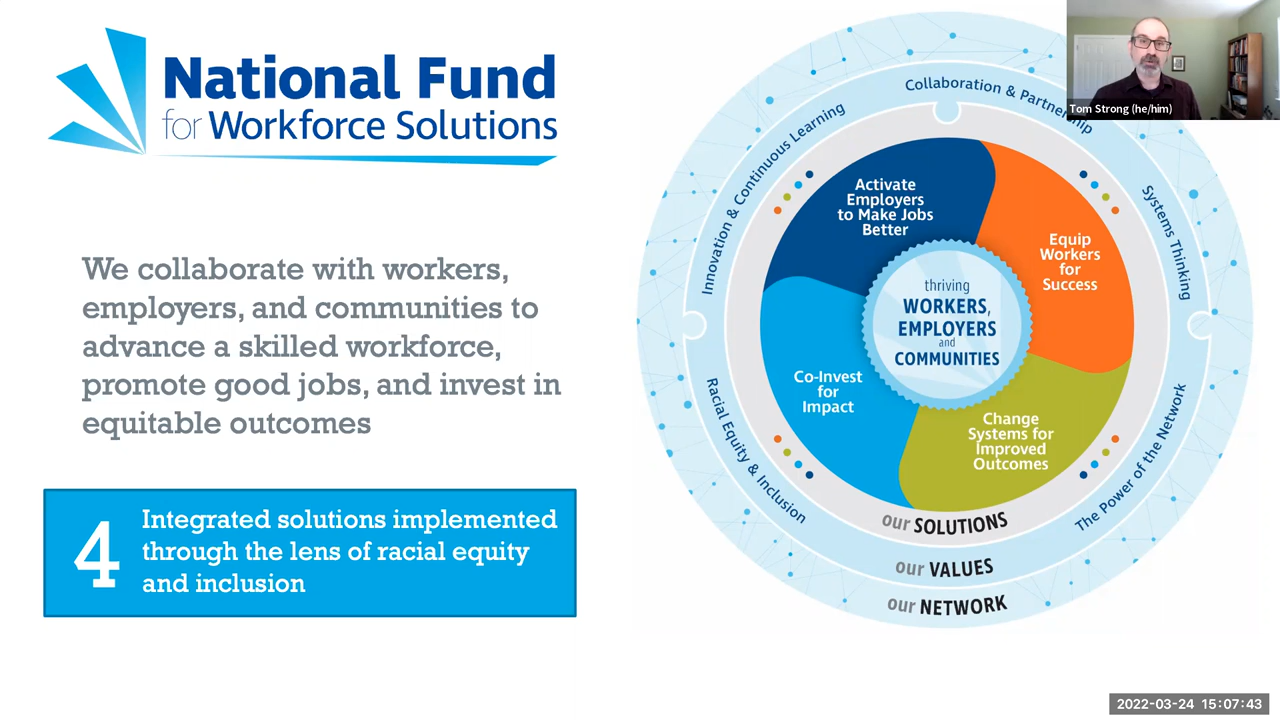 National Fund
for Workforce Solutions
We collaborate with workers,
employers, and communities to
advance a skilled workforce,
promote good jobs, and invest in
equitable outcomes
4
Integrated solutions implemented
through the lens of racial equity
and inclusion
Collaboration & Partnership
Innovation & Continuous Learning
Systems Thinking
Racial Equity & Inclusion
The Power of the Network
Activate
Employers
to Make Jobs
Better
Equip
Workers
for
Success
thriving
WORKERS,
EMPLOYERS
and
COMMUNITIES
Co-Invest
for
Impact
Change
Systems for
Improved
Outcomes
our SOLUTIONS
our VALUES
our NETWORK
Tom Strong (he/him)
2022-03-24 15:07:43